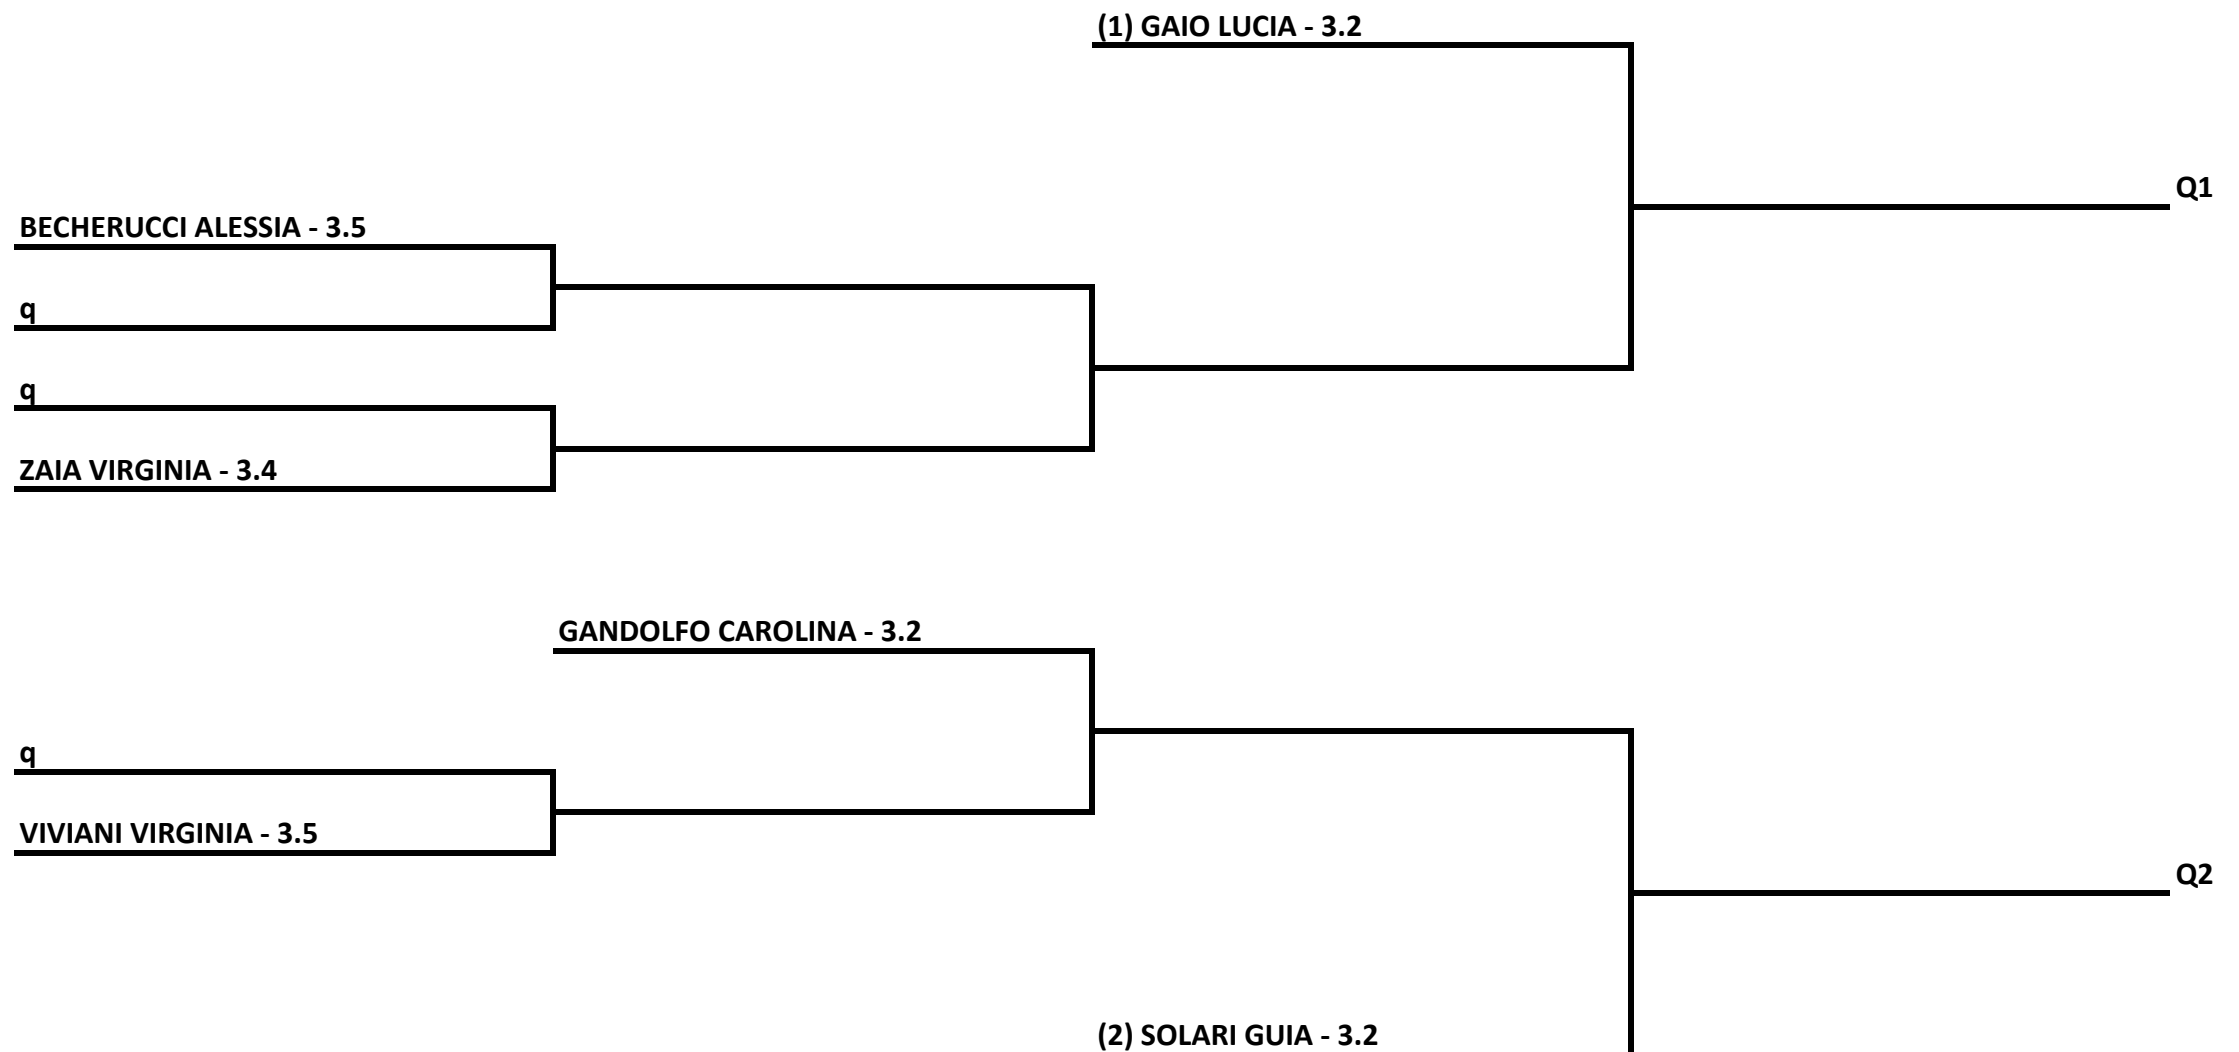 (1) GAIO LUCIA - 3.2
Q1
BECHERUCCI ALESSIA - 3.5
q
q
ZAIA VIRGINIA - 3.4
GANDOLFO CAROLINA - 3.2
q
VIVIANI VIRGINIA - 3.5
Q2
(2) SOLARI GUIA - 3.2